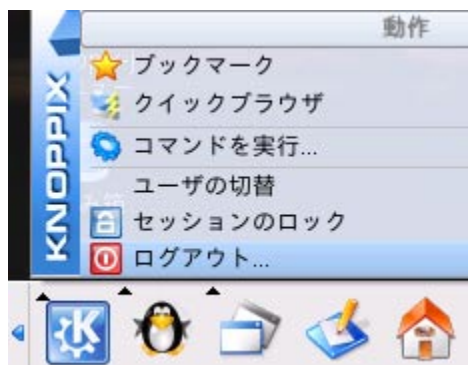 動作
ブックマーク
クイックブラウザ
コマンドを実行...
ユーザの切替
セッションのロック
ログアウト...
KNOPPIX